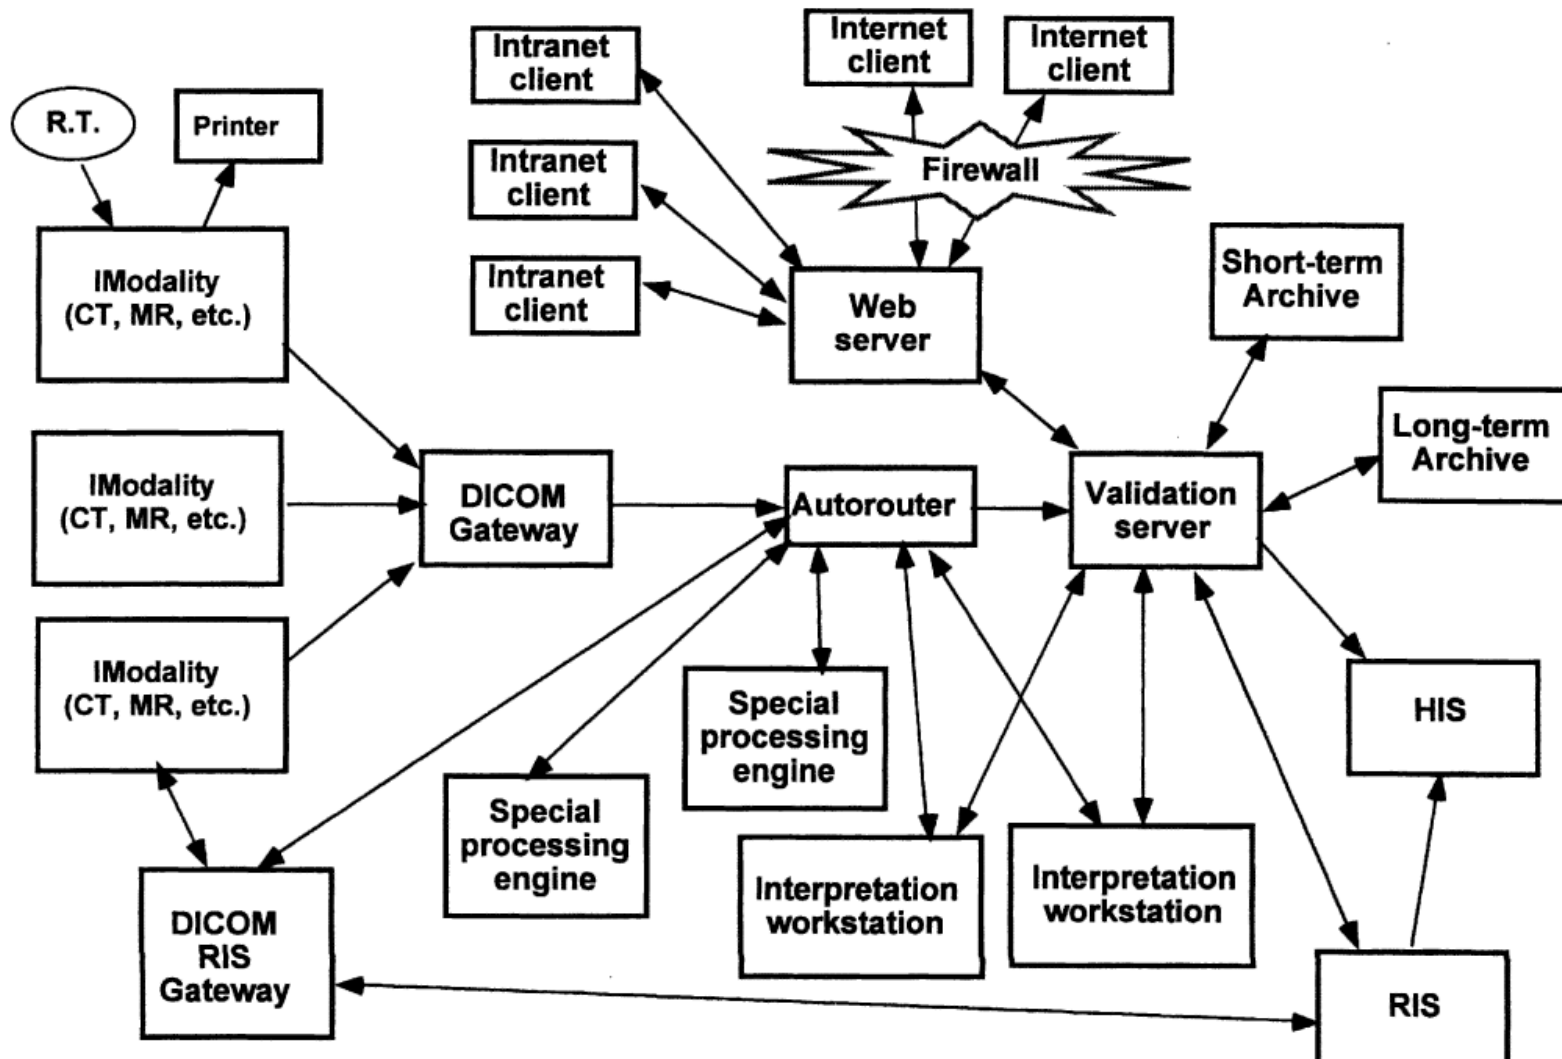 Intranet
client
Internet
client
Internet
client
R.T.
Printer
Intranet
client
Firewall
IModality
(CT, MR, etc.)
Intranet
client
Web
server
Short-term
Archive
Long-term
Archive
IModality
(CT, MR, etc.)
DICOM
Gateway
Autorouter
Validation
server
IModality
(CT, MR, etc.)
Special
processing
engine
HIS
Special
processing
engine
Interpretation
workstation
Interpretation
workstation
DICOM
RIS
Gateway
RIS